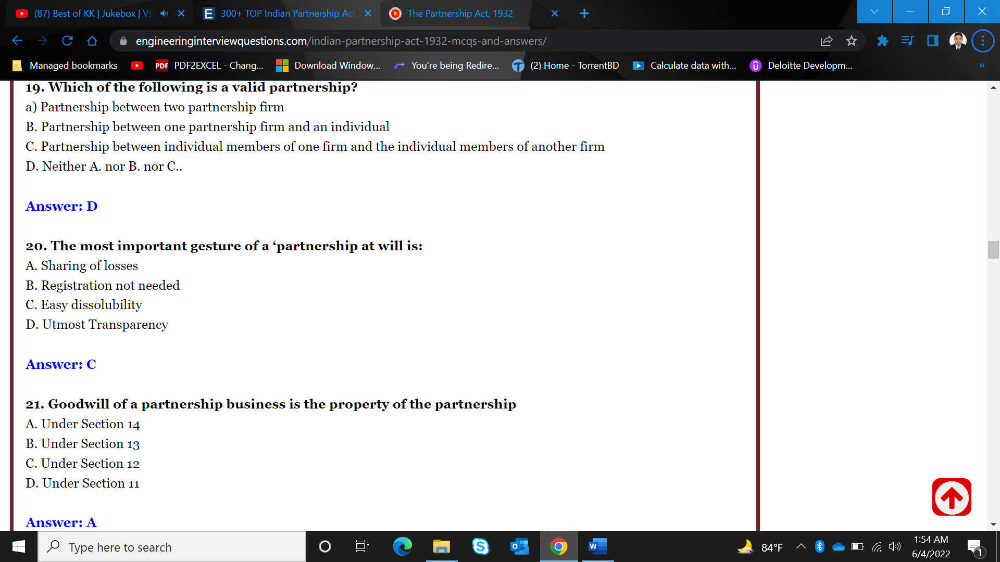 (87) Best of KK | Jukebox | Vs
300+ TOP Indian Partnership Act
The Partnership Act, 1932
engineeringinterviewquestions.com/indian-partnership-act-1932-mcqs-and-answers/
Managed bookmarks
PDF PDF2EXCEL - Chang...
Download Window...
You're being Redire...
(2) Home - TorrentBD
Calculate data with...
Deloitte Developm...
19. Which of the following is a valid partnership?
a) Partnership between two partnership firm
B. Partnership between one partnership firm and an individual
C. Partnership between individual members of one firm and the individual members of another firm
D. Neither A. nor B. nor C..
Answer: D
20. The most important gesture of a ‘partnership at will is:
A. Sharing of losses
B. Registration not needed
C. Easy dissolubility
D. Utmost Transparency
Answer: C
21. Goodwill of a partnership business is the property of the partnership
A. Under Section 14
B. Under Section 13
C. Under Section 12
D. Under Section 11
Answer: A
Type here to search
84°F
1:54 AM
6/4/2022
1